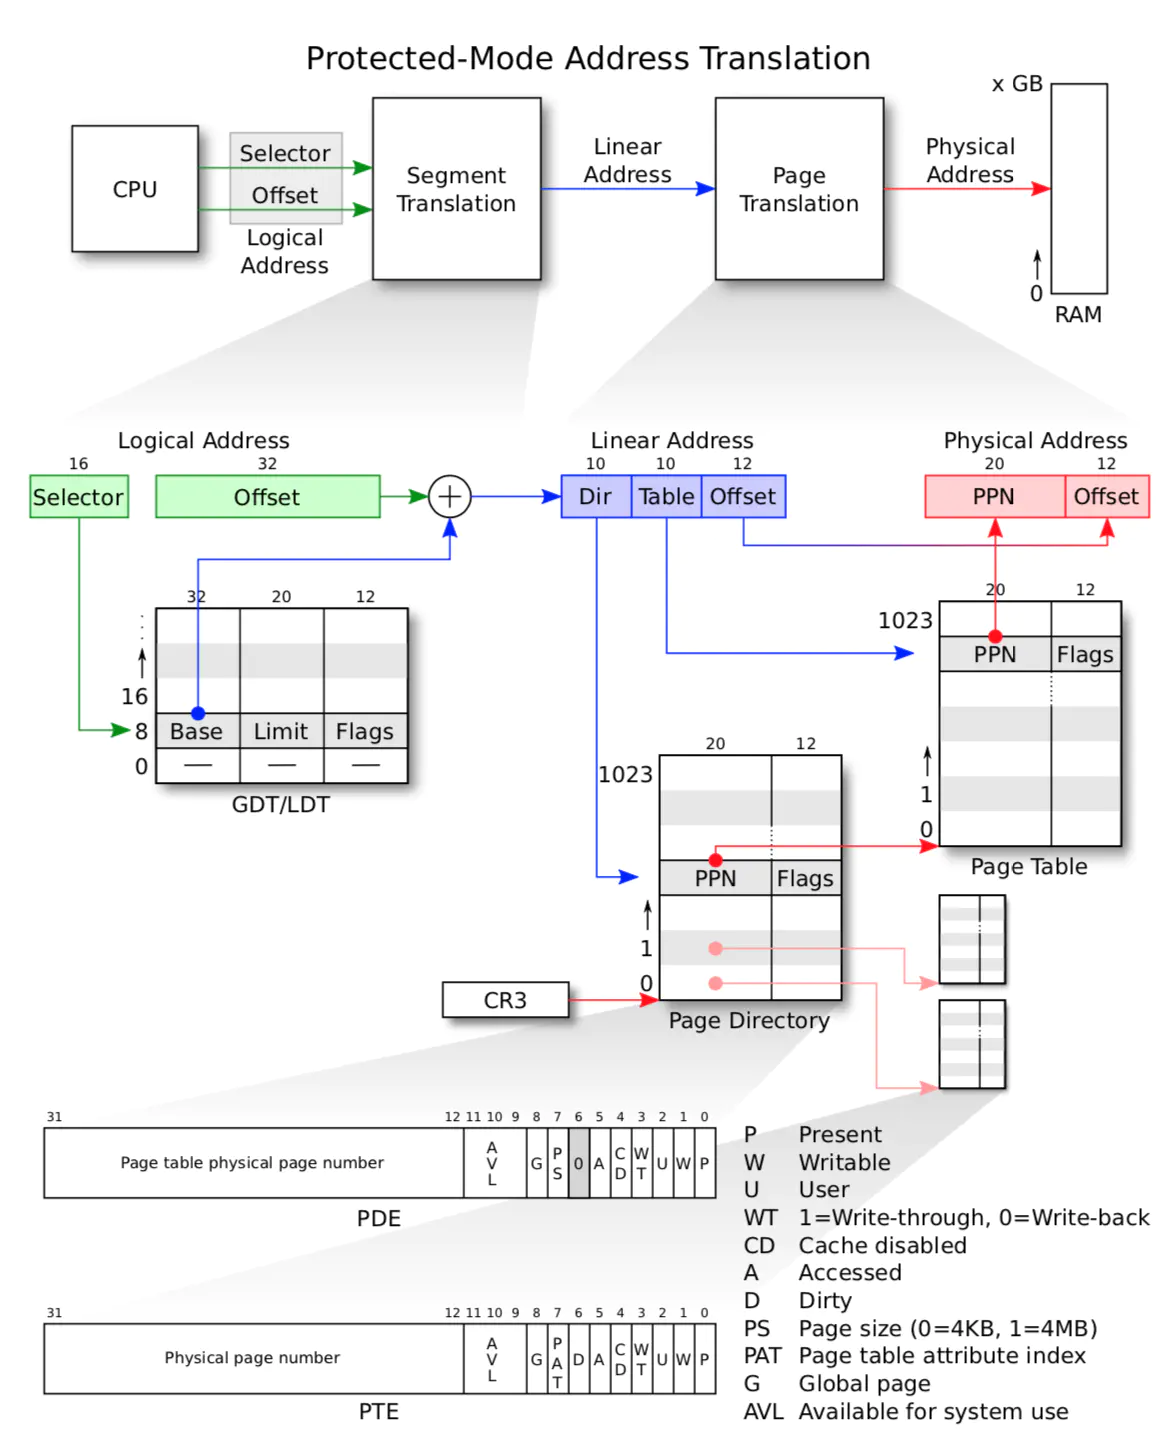 Protected-Mode Address Translation
x GB
CPU
Selector
Offset
Logical
Address
Segment
Translation
Linear
Address
Page
Translation
Physical
Address
0
RAM
Logical Address
Linear Address
Physical Address
16
32
10
10
12
20
12
Selector
Offset
+
Dir
Table
Offset
PPN
Offset
32
20
12
16
8
Base
Limit
Flags
0
— — —
GDT/LDT
20
12
1023
PPN
Flags
1
0
Page Table
20
12
1023
PPN
Flags
1
0
CR3
Page Directory
31 12 11 10 9 8 7 6 5 4 3 2 1 0
Page table physical page number AVL G PS 0 A CD WT U W P
PDE
31 12 11 10 9 8 7 6 5 4 3 2 1 0
Physical page number AVL G PAT D A CD WT U W P
PTE
P Present
W Writable
U User
WT 1=Write-through, 0=Write-back
CD Cache disabled
A Accessed
D Dirty
PS Page size (0=4KB, 1=4MB)
PAT Page table attribute index
G Global page
AVL Available for system use